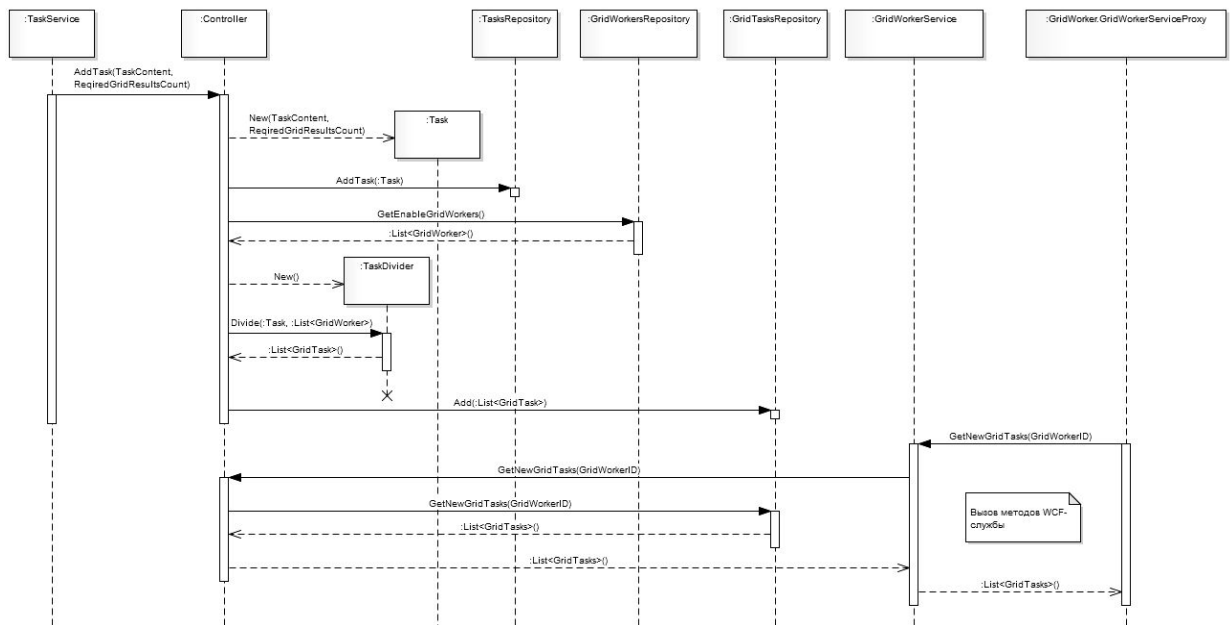 :TaskService
:Controller
:TasksRepository
:GridWorkersRepository
:GridTasksRepository
:GridWorkerService
:GridWorker.GridWorkerServiceProxy
AddTask(TaskContent,
ReqiredGridResultsCount)
New(TaskContent,
ReqiredGridResultsCount)
:Task
AddTask(:Task)
GetEnableGridWorkers()
:List<GridWorker>()
:TaskDivider
New()
Divide(:Task, :List<GridWorker>)
:List<GridTask>()
Add(:List<GridTask>)
GetNewGridTasks(GridWorkerID)
GetNewGridTasks(GridWorkerID)
GetNewGridTasks(GridWorkerID)
Вызов методов WCF-
службы
:List<GridTasks>()
:List<GridTasks>()
:List<GridTasks>()